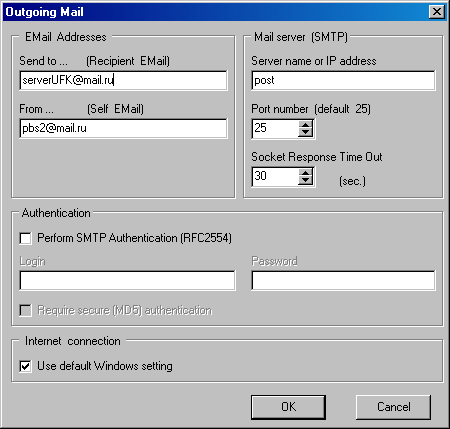 Outgoing Mail
EMail Addresses
Send to ... (Recipient EMail)
serverUFK@mail.ru
From ... (Self EMail)
pbs2@mail.ru
Mail server (SMTP)
Server name or IP address
post
Port number (default 25)
25
Socket Response Time Out
30 (sec.)
Authentication
Perform SMTP Authentication (RFC2554)
Login Password
Require secure (MD5) authentication
Internet connection
Use default Windows setting
OK Cancel